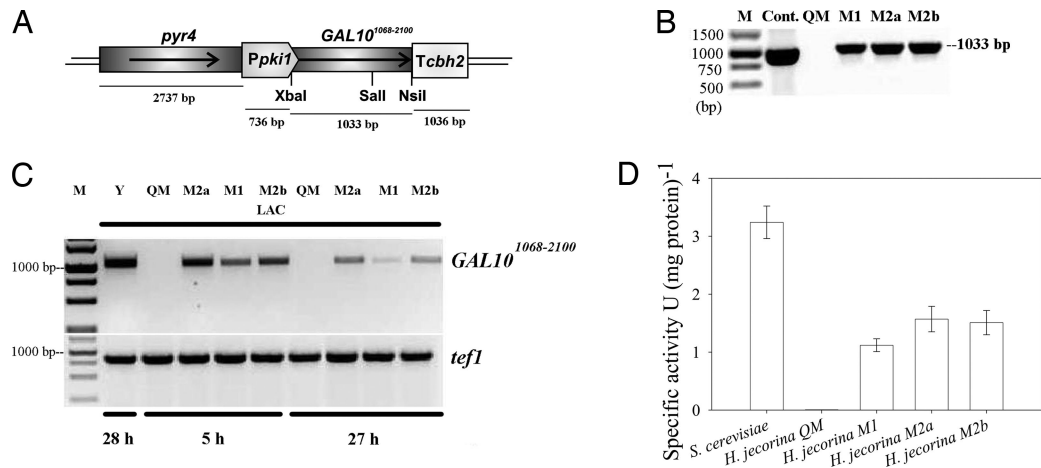 A
pyr4
GAL10 1068-2100
Ppki1
Tcbh2
XbaI
SalI
NsiI
2737 bp
736 bp
1033 bp
1036 bp
B
M Cont. QM M1 M2a M2b
1500
1000
750
500
(bp)
--1033 bp
C
M Y QM M2a M1 M2b QM M2a M1 M2b
LAC
1000 bp--
GAL10 1068-2100
1000 bp--
tef1
28 h 5 h 27 h
D
Specific activity U (mg protein)-1
4
3
2
1
0
S. cerevisiae
H. jecorina QM
H. jecorina M1
H. jecorina M2a
H. jecorina M2b